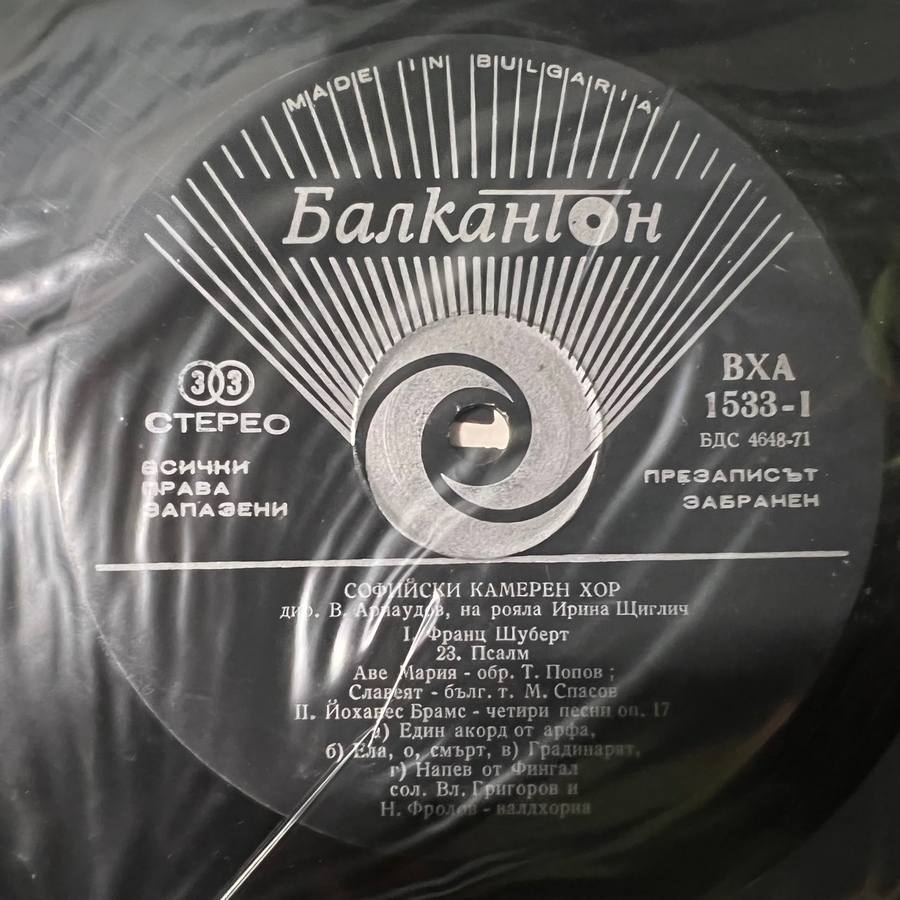 MADE IN BULGARIA
Балкантон
33
СТЕРЕО
ВСИЧКИ
ПРАВА
ЗАПАЗЕНИ
ВХА
1533-I
БДС 4648-71
ПРЕЗАПИСЪТ
ЗАБРАНЕН
СОФИЙСКИ КАМЕРЕН ХОР
дир. В. Арнаудов, на рояла Ирина Щиглич
I. Франц Шуберт
23. Псалм
Аве Мария - обр. Т. Попов ;
Славеят - бълг. т. М. Спасов
II. Йоханес Брамс - четири песни оп. 17
а) Един акорд от арфа,
б) Ела, о, смърт, в) Градинарят,
г) Напев от Фингал
сол. Вл. Григоров и
Н. Фролов - валдхорна